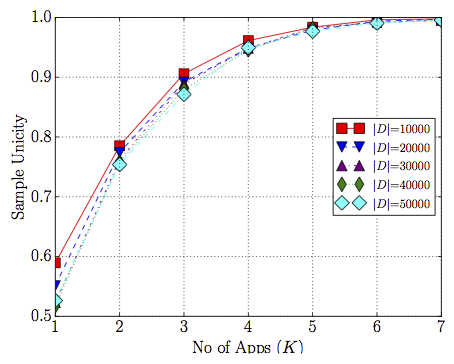 1.0
0.9
0.8
0.7
0.6
0.5
Sample Unicity
|D|=10000
|D|=20000
|D|=30000
|D|=40000
|D|=50000
1 2 3 4 5 6 7
No of Apps (K)